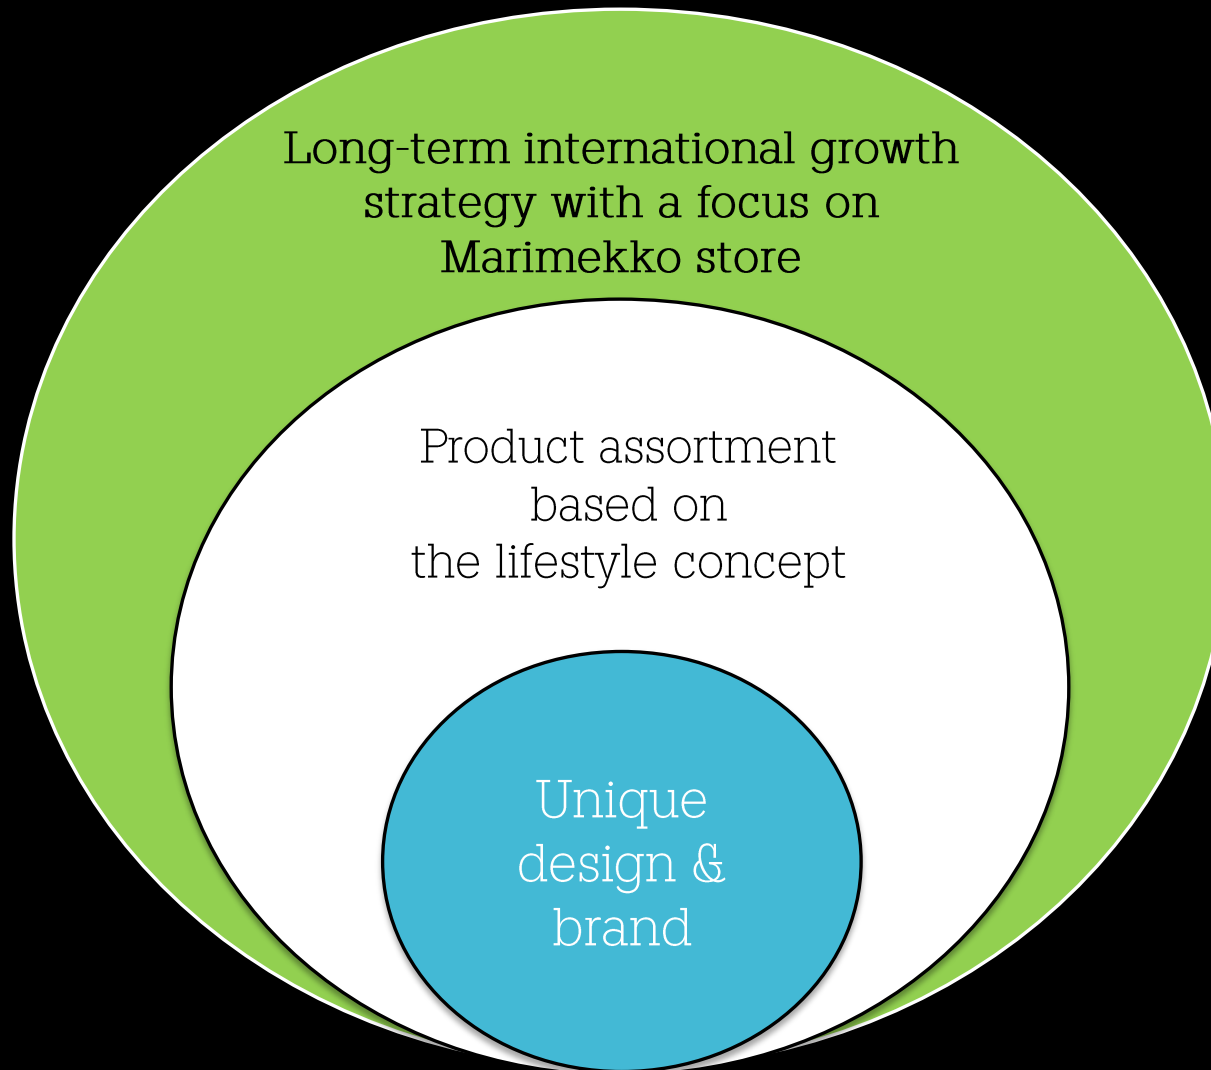 Long-term international growth
strategy with a focus on
Marimekko store
Product assortment
based on
the lifestyle concept
Unique
design &
brand